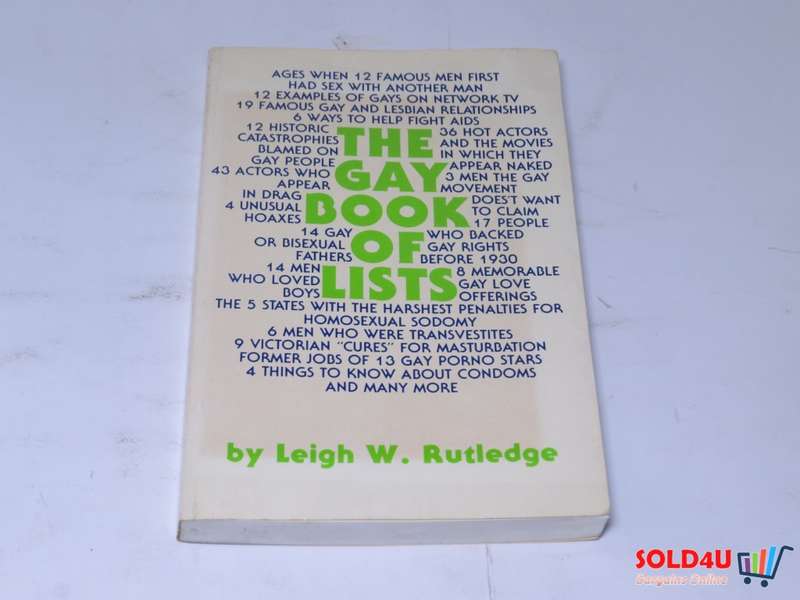 AGES WHEN 12 FAMOUS MEN FIRST
HAD SEX WITH ANOTHER MAN
12 EXAMPLES OF GAYS ON NETWORK TV
19 FAMOUS GAY AND LESBIAN RELATIONSHIPS
6 WAYS TO HELP FIGHT AIDS
12 HISTORIC
CATASTROPHIES
BLAMED ON
GAY PEOPLE
43 ACTORS WHO
APPEAR
IN DRAG
4 UNUSUAL
HOAXES
14 GAY
OR BISEXUAL
FATHERS
14 MEN
WHO LOVED
BOYS
THE
GAY
BOOK
OF
LISTS
36 HOT ACTORS
AND THE MOVIES
IN WHICH THEY
APPEAR NAKED
3 MEN THE GAY
MOVEMENT
DOES'T WANT
TO CLAIM
17 PEOPLE
WHO BACKED
GAY RIGHTS
BEFORE 1930
8 MEMORABLE
GAY LOVE
OFFERINGS
THE 5 STATES WITH THE HARSHEST PENALTIES FOR
HOMOSEXUAL SODOMY
6 MEN WHO WERE TRANSVESTITES
9 VICTORIAN "CURES" FOR MASTURBATION
FORMER JOBS OF 13 GAY PORNO STARS
4 THINGS TO KNOW ABOUT CONDOMS
AND MANY MORE
by Leigh W. Rutledge
SOLD4U
Bargains Online